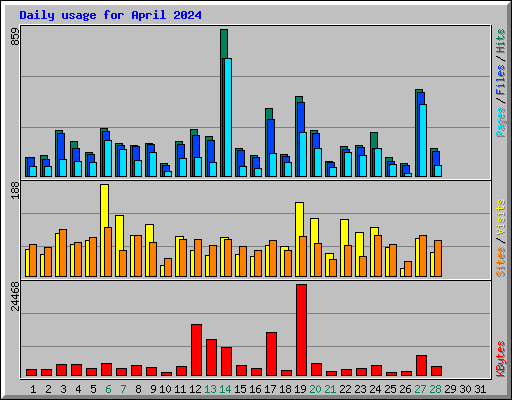 Daily usage for April 2024
859
Pages / Files / Hits
188
Sites / Visits
24468
KBytes
1 2 3 4 5 6 7 8 9 10 11 12 13 14 15 16 17 18 19 20 21 22 23 24 25 26 27 28 29 30 31